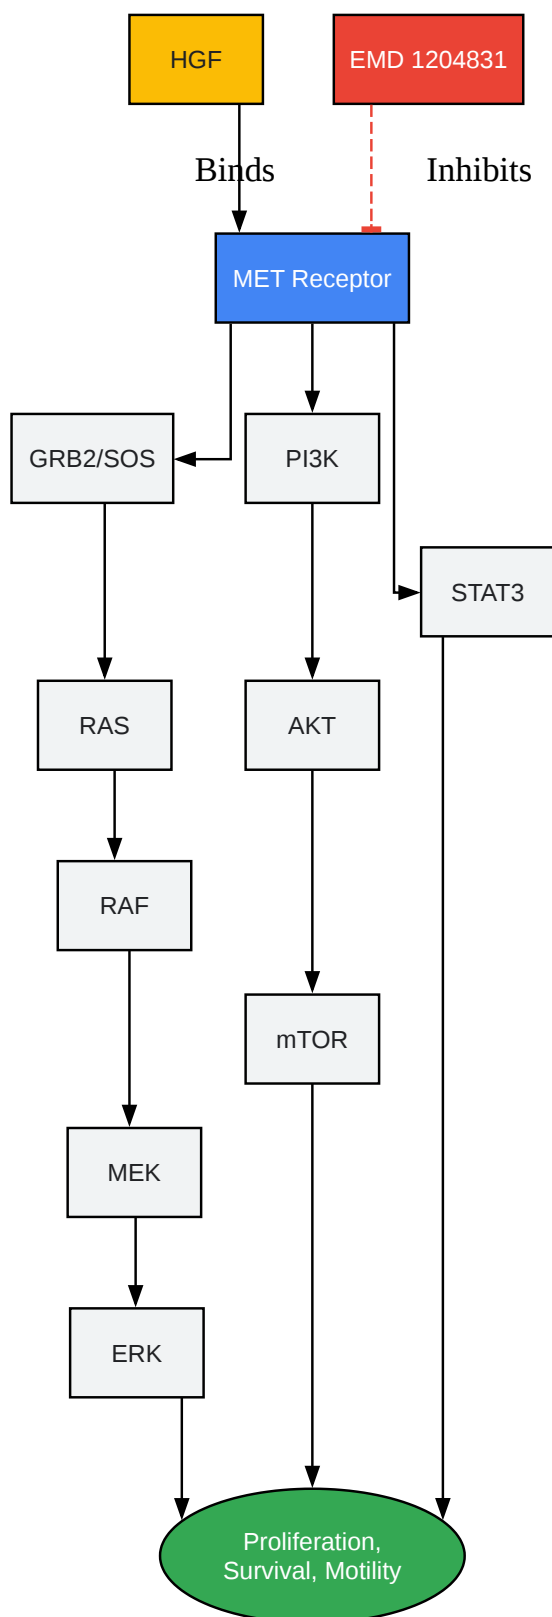 HGF
EMD 1204831
Binds
Inhibits
MET Receptor
GRB2/SOS
PI3K
STAT3
RAS
AKT
RAF
mTOR
MEK
ERK
Proliferation,
Survival, Motility